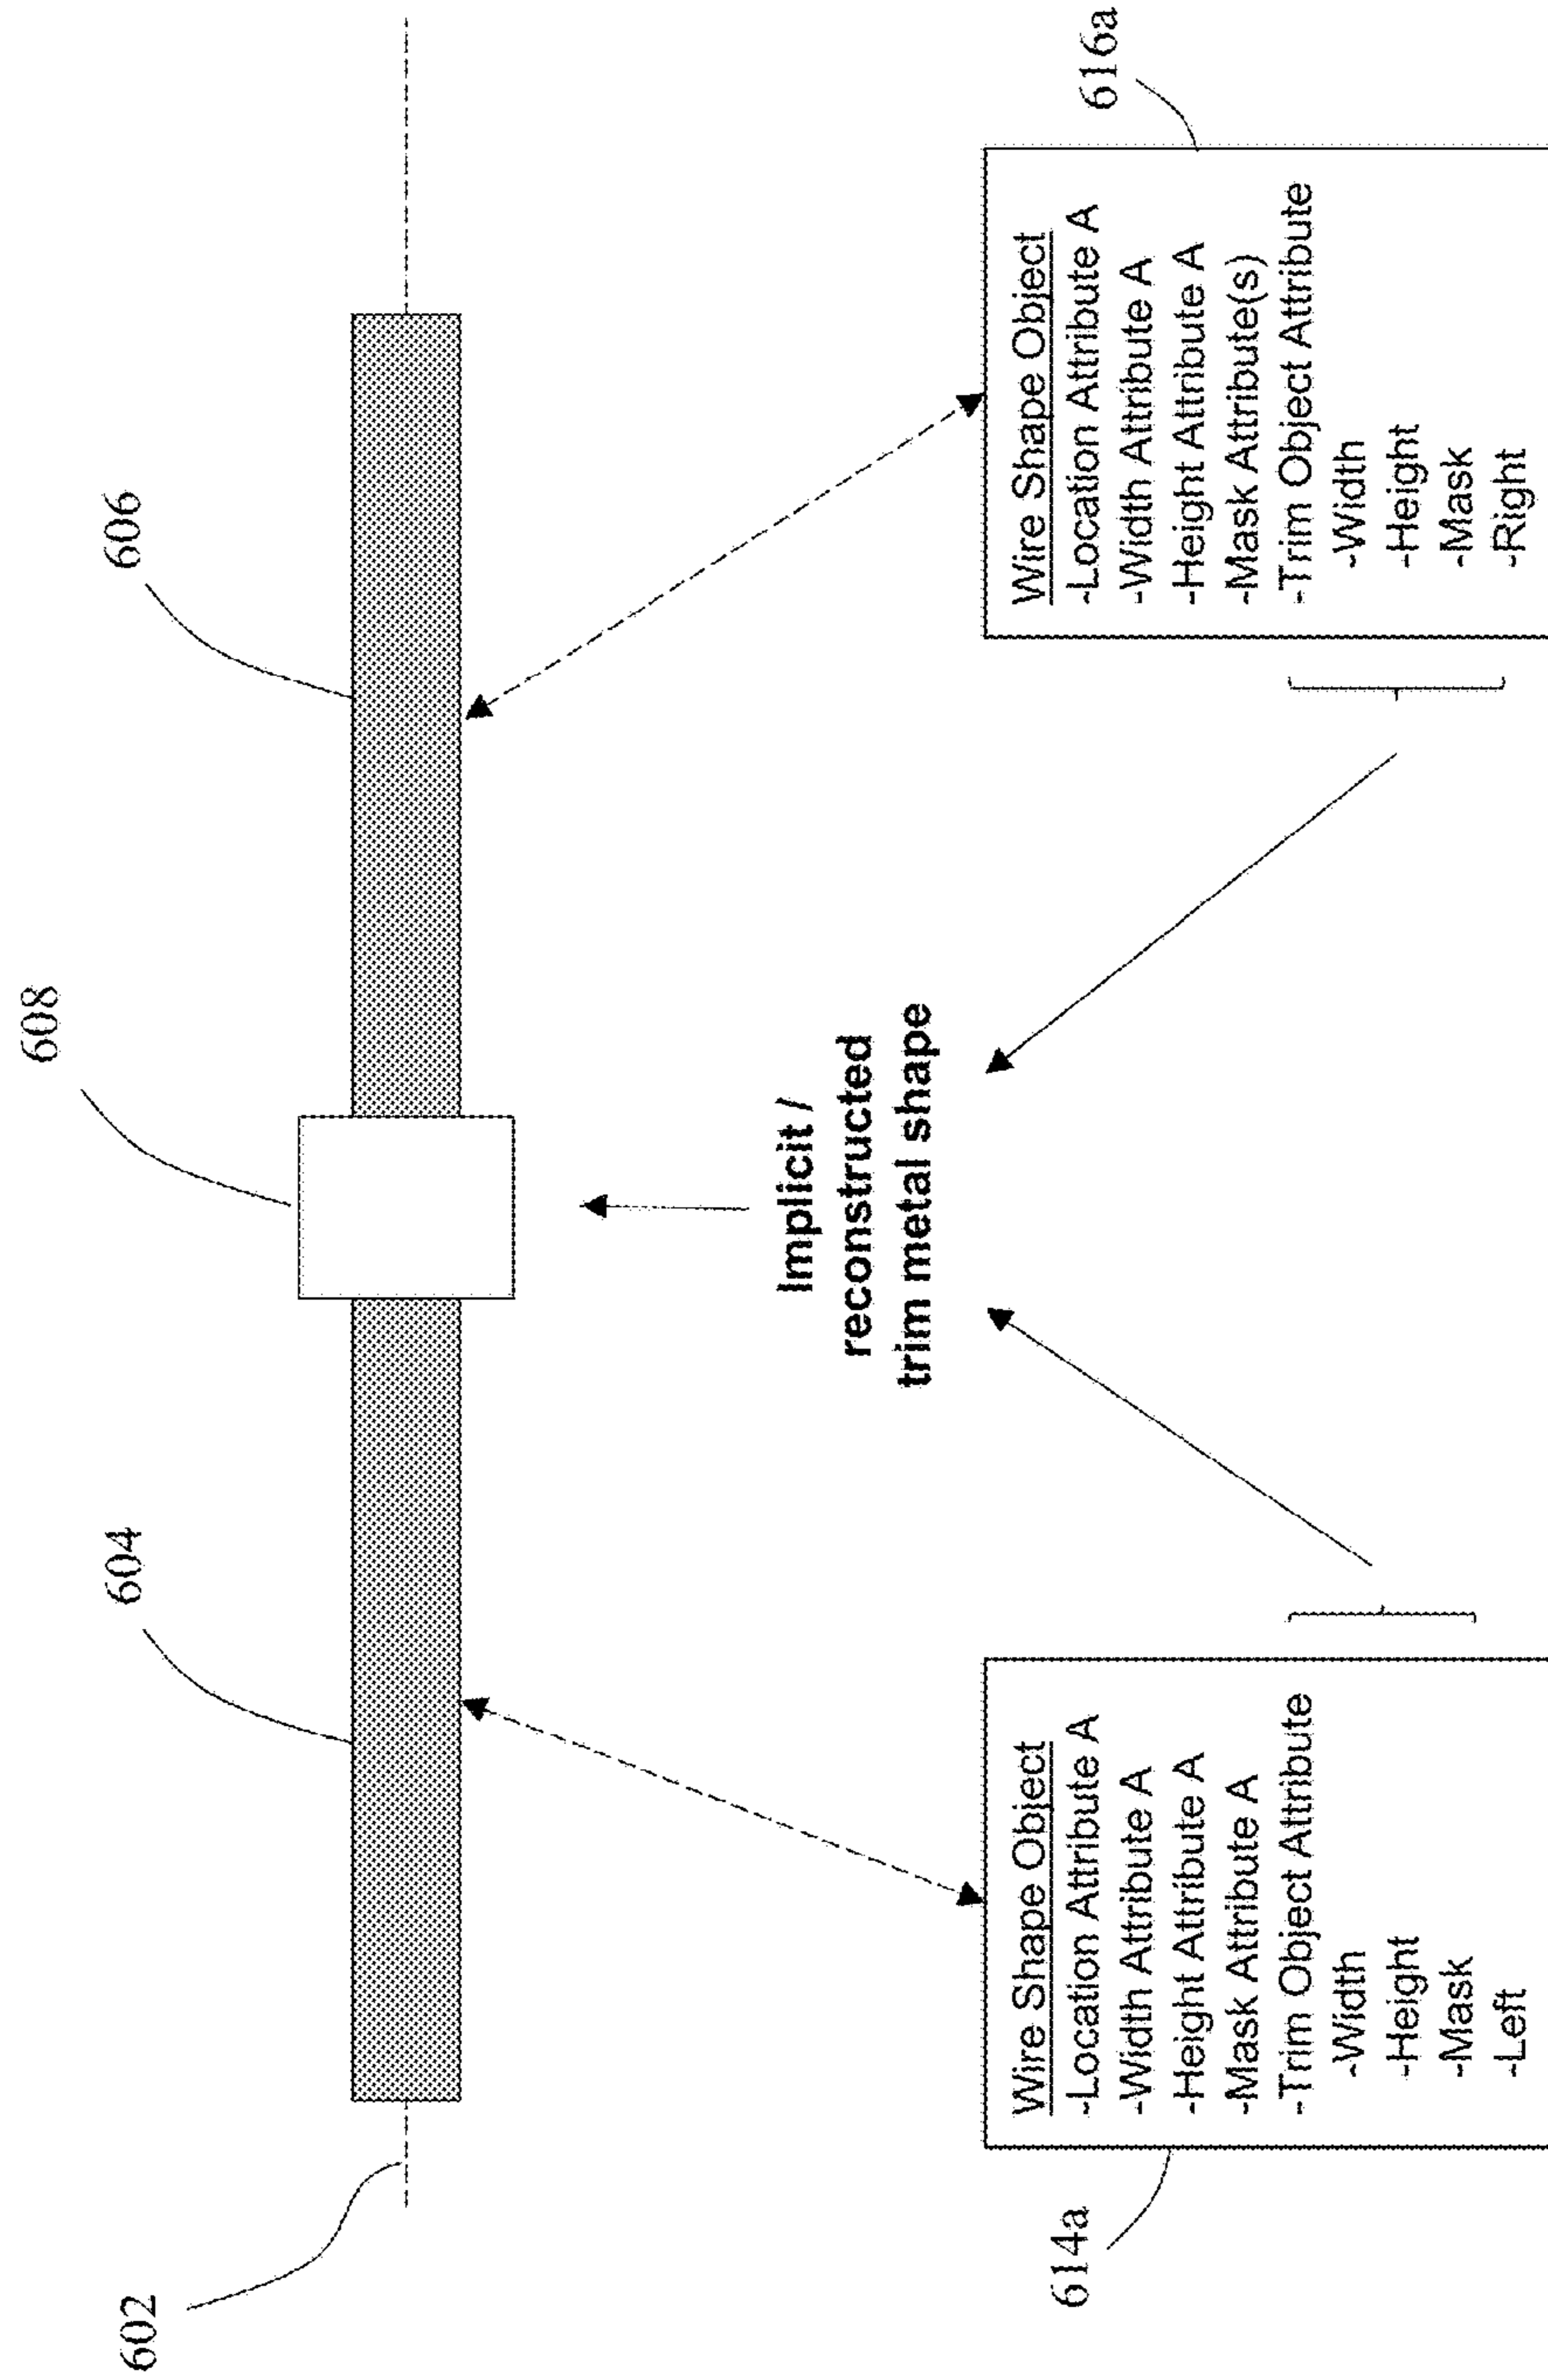 608
604
606
602
Implicit /
reconstructed
trim metal shape
614a
Wire Shape Object
-Location Attribute A
-Width Attribute A
-Height Attribute A
-Mask Attribute A
-Trim Object Attribute
-Width
-Height
-Mask
-Left
616a
Wire Shape Object
-Location Attribute A
-Width Attribute A
-Height Attribute A
-Mask Attribute(s)
-Trim Object Attribute
-Width
-Height
-Mask
-Right